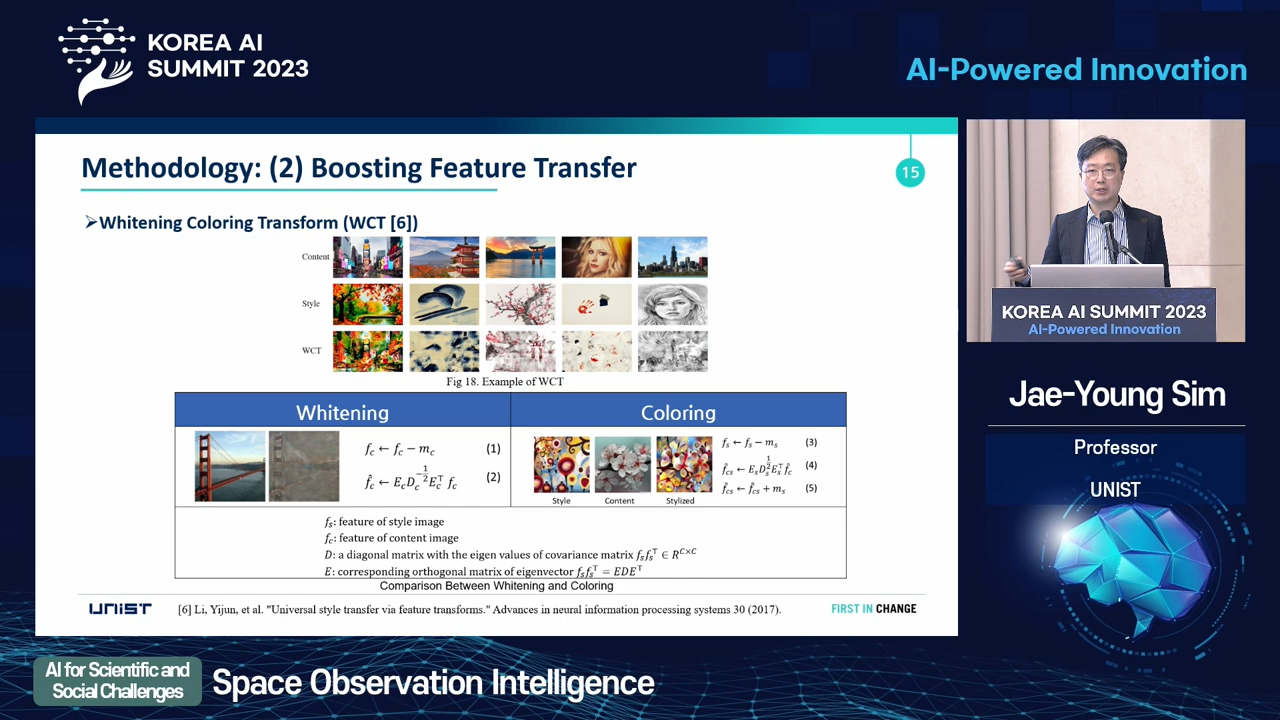 KOREA AI
SUMMIT 2023
AI-Powered Innovation
Methodology: (2) Boosting Feature Transfer
15
➢Whitening Coloring Transform (WCT [6])
Content
Style
WCT
Fig 18. Example of WCT
Whitening
Coloring
f_c ← f_c − m_c (1)
f̂_c ← E_c D_c^{-1/2} E_c^⊤ f_c (2)
f_s ← f_s − m_s (3)
f̂_cs ← E_s D_s^{1/2} E_s^⊤ f̂_c (4)
f̂_cs ← f̂_cs + m_s (5)
Style
Content
Stylized
f_s: feature of style image
f_c: feature of content image
D: a diagonal matrix with the eigen values of covariance matrix f_s f_s^⊤ ∈ R^{C×C}
E: corresponding orthogonal matrix of eigenvector f_s f_s^⊤ = EDE^⊤
Comparison Between Whitening and Coloring
UNIST
[6] Li, Yijun, et al. "Universal style transfer via feature transforms." Advances in neural information processing systems 30 (2017).
FIRST IN CHANGE
KOREA AI SUMMIT 2023
AI-Powered Innovation
Jae-Young Sim
Professor
UNIST
AI for Scientific and
Social Challenges
Space Observation Intelligence